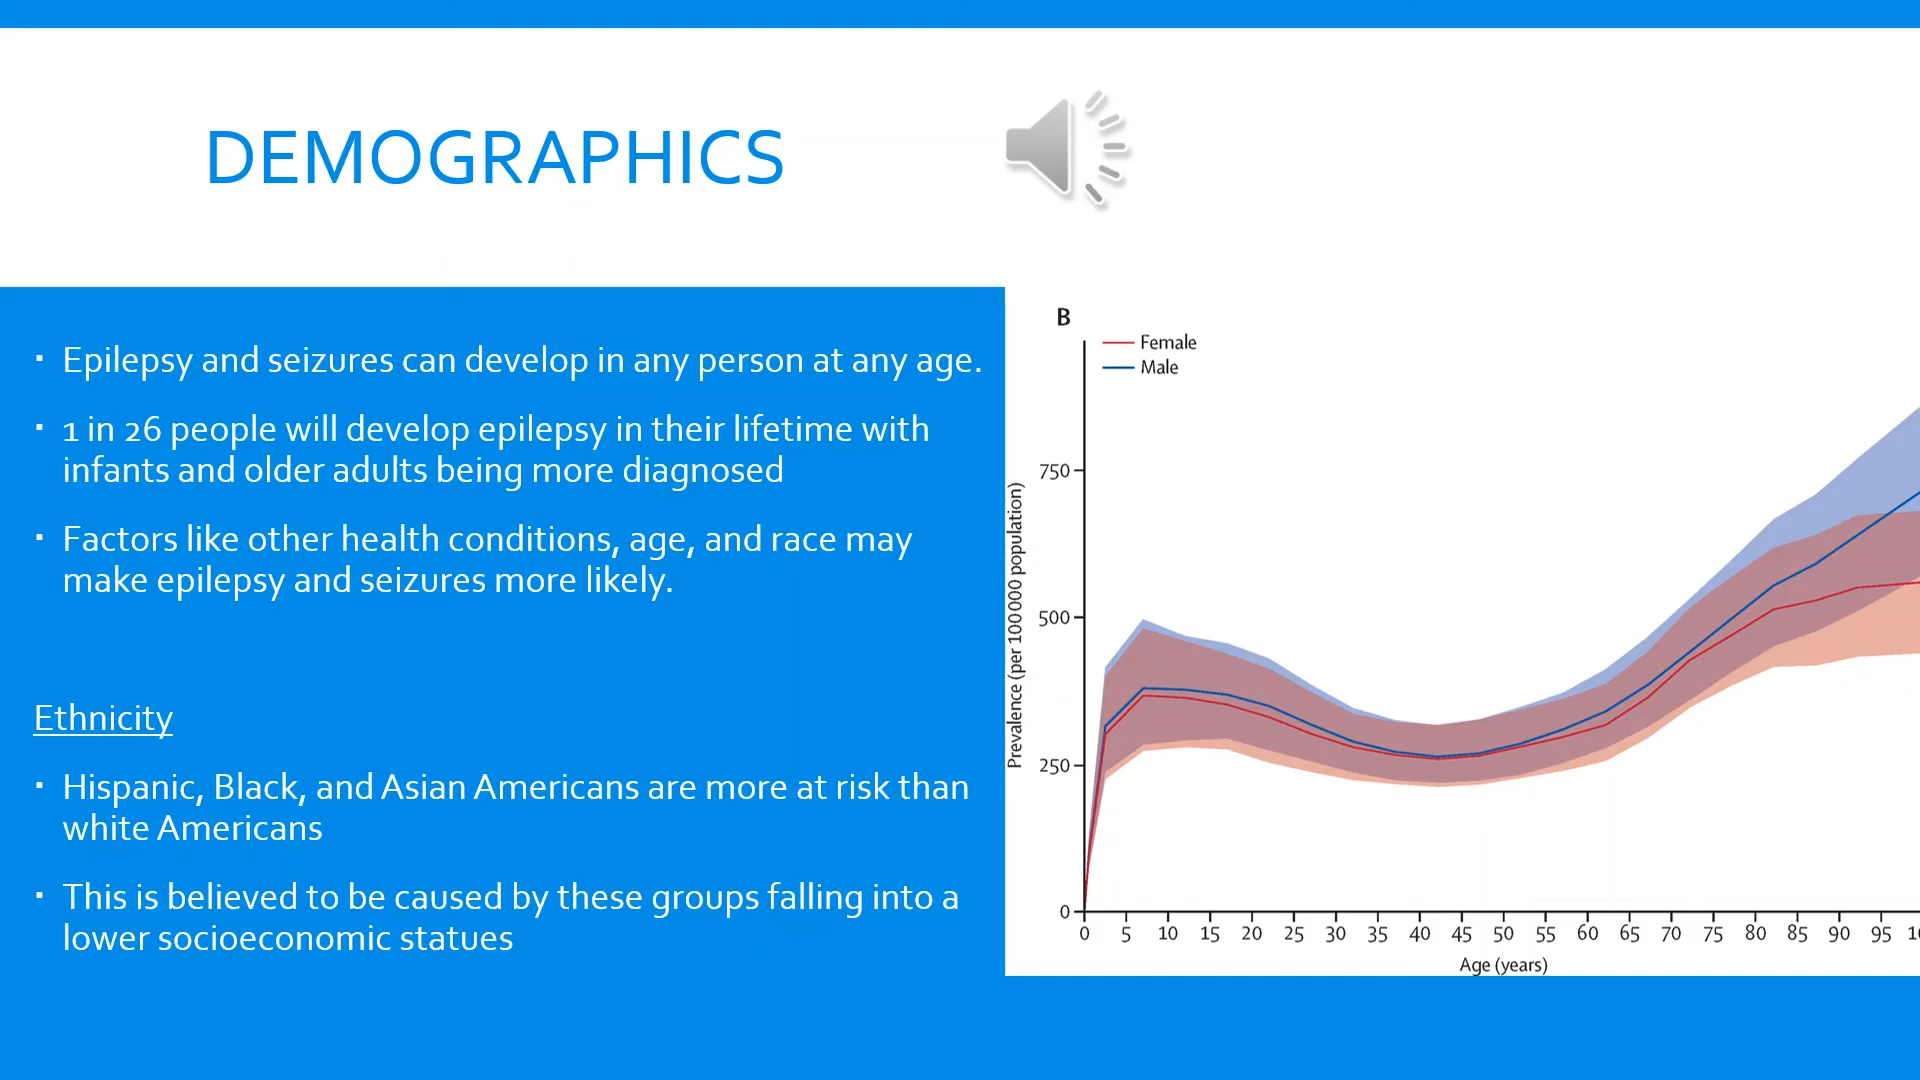 DEMOGRAPHICS
▪ Epilepsy and seizures can develop in any person at any age.
▪ 1 in 26 people will develop epilepsy in their lifetime with
infants and older adults being more diagnosed
▪ Factors like other health conditions, age, and race may
make epilepsy and seizures more likely.
Ethnicity
▪ Hispanic, Black, and Asian Americans are more at risk than
white Americans
▪ This is believed to be caused by these groups falling into a
lower socioeconomic statues
B
Female
Male
Prevalence (per 100 000 population)
750
500
250
0
0 5 10 15 20 25 30 35 40 45 50 55 60 65 70 75 80 85 90 95
Age (years)